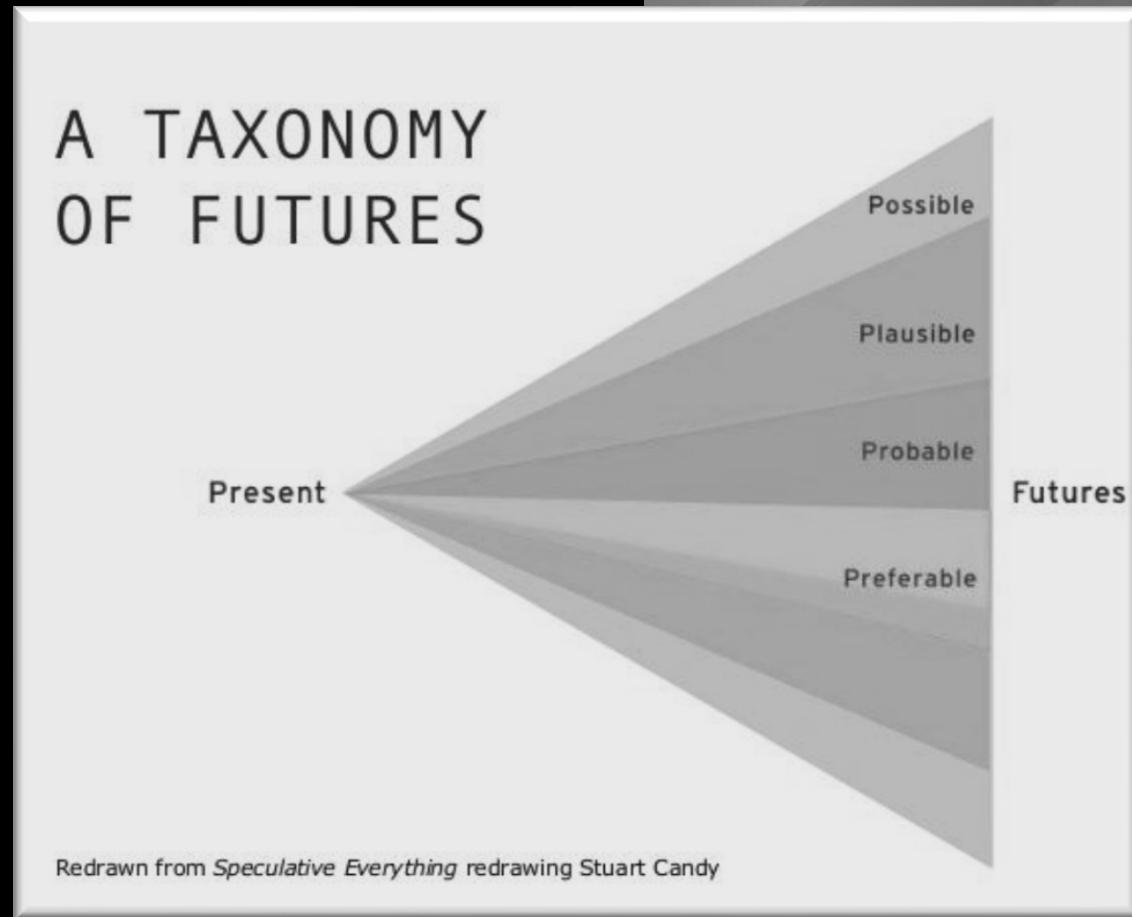 A TAXONOMY
OF FUTURES
Possible
Plausible
Probable
Present
Futures
Preferable
Redrawn from Speculative Everything redrawing Stuart Candy